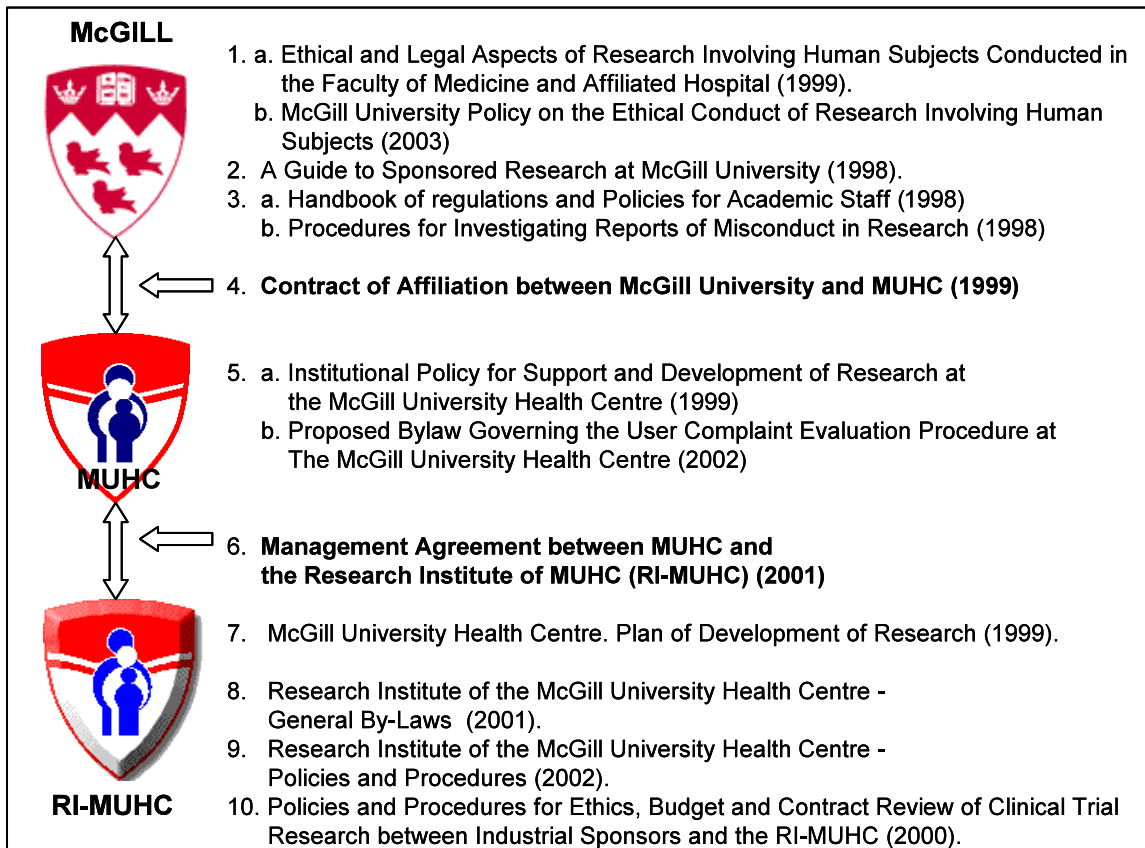 McGILL
1. a. Ethical and Legal Aspects of Research Involving Human Subjects Conducted in
the Faculty of Medicine and Affiliated Hospital (1999).
b. McGill University Policy on the Ethical Conduct of Research Involving Human
Subjects (2003)
2. A Guide to Sponsored Research at McGill University (1998).
3. a. Handbook of regulations and Policies for Academic Staff (1998)
b. Procedures for Investigating Reports of Misconduct in Research (1998)
4. Contract of Affiliation between McGill University and MUHC (1999)
MUHC
5. a. Institutional Policy for Support and Development of Research at
the McGill University Health Centre (1999)
b. Proposed Bylaw Governing the User Complaint Evaluation Procedure at
The McGill University Health Centre (2002)
6. Management Agreement between MUHC and
the Research Institute of MUHC (RI-MUHC) (2001)
RI-MUHC
7. McGill University Health Centre. Plan of Development of Research (1999).
8. Research Institute of the McGill University Health Centre -
General By-Laws (2001).
9. Research Institute of the McGill University Health Centre -
Policies and Procedures (2002).
10. Policies and Procedures for Ethics, Budget and Contract Review of Clinical Trial
Research between Industrial Sponsors and the RI-MUHC (2000).